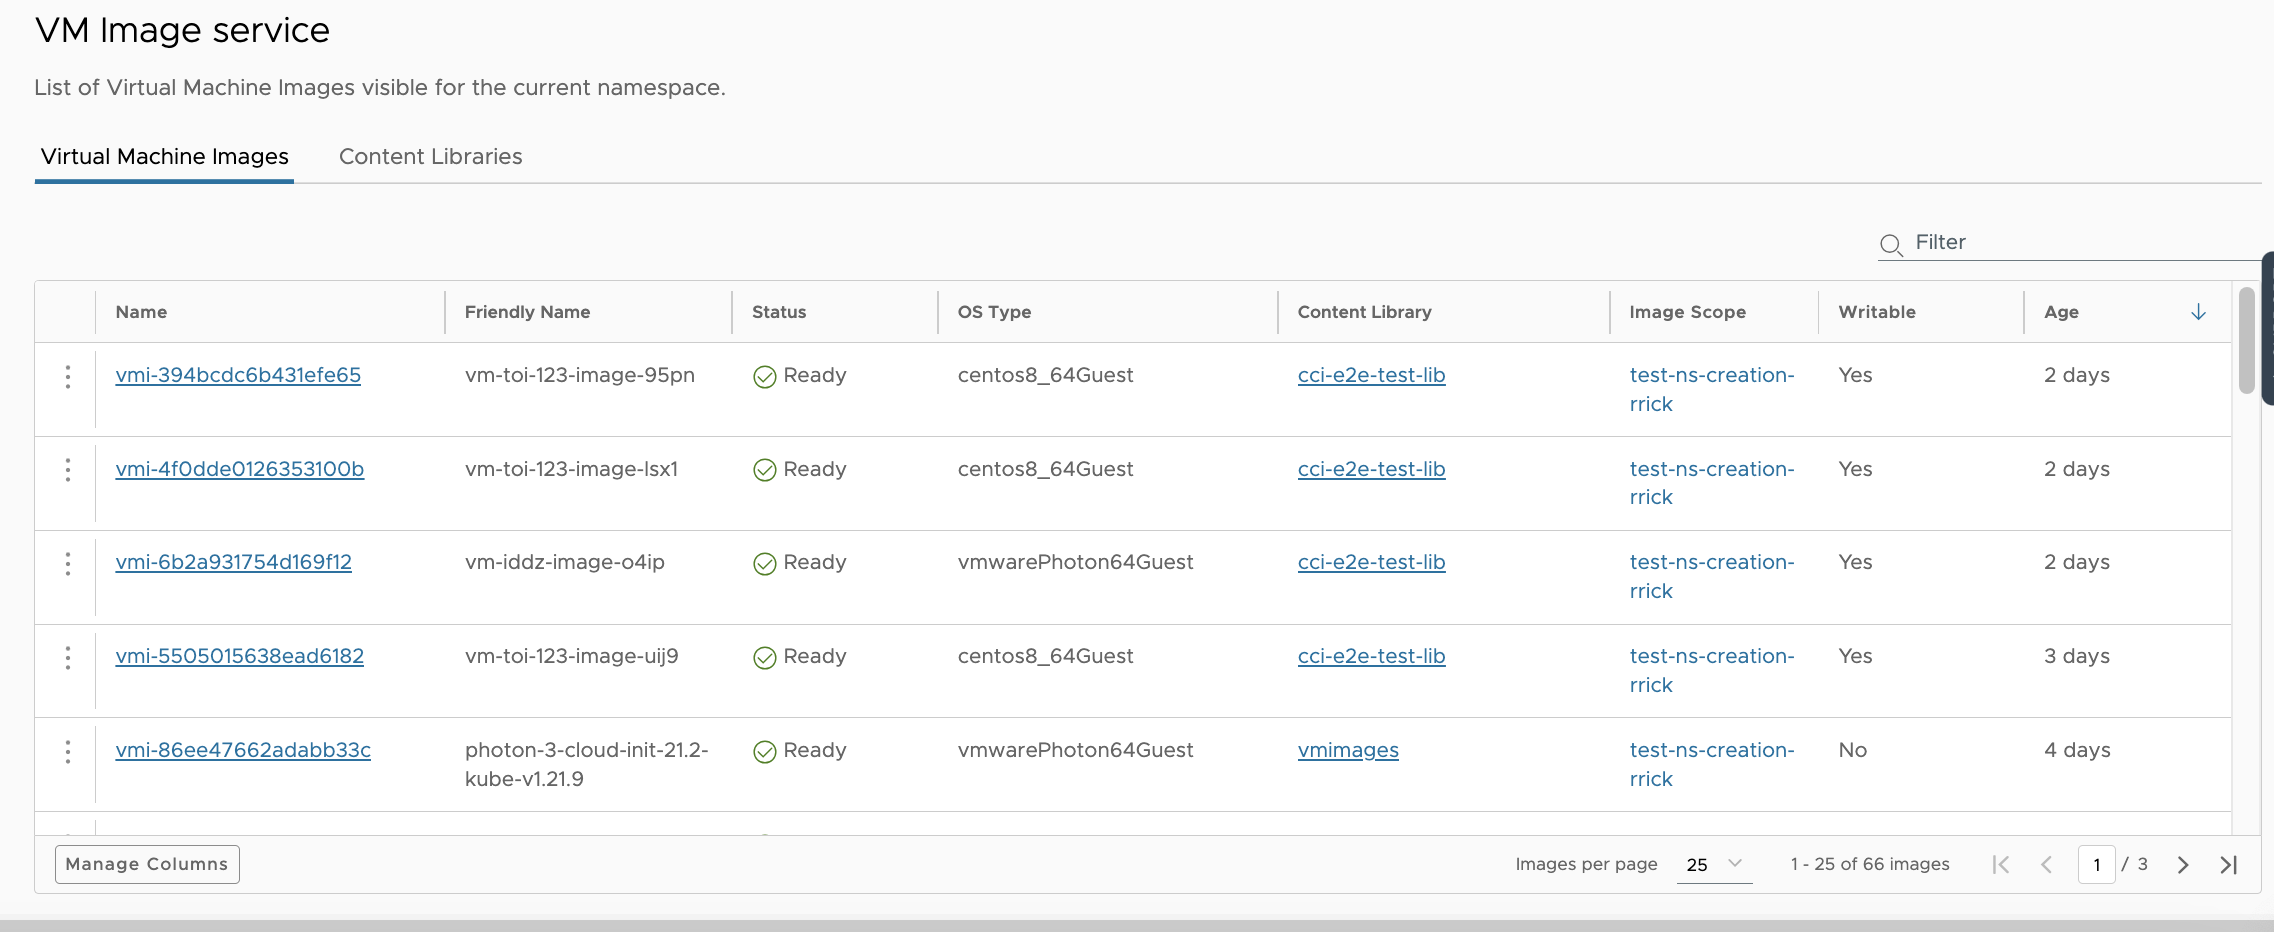 VM Image service
List of Virtual Machine Images visible for the current namespace.
Virtual Machine Images Content Libraries
Filter
Name Friendly Name Status OS Type Content Library Image Scope Writable Age
vmi-394bcdc6b431efe65 vm-toi-123-image-95pn Ready centos8_64Guest cci-e2e-test-lib test-ns-creation- Yes 2 days
rrick
vmi-4f0dde0126353100b vm-toi-123-image-lsx1 Ready centos8_64Guest cci-e2e-test-lib test-ns-creation- Yes 2 days
rrick
vmi-6b2a931754d169f12 vm-iddz-image-o4ip Ready vmwarePhoton64Guest cci-e2e-test-lib test-ns-creation- Yes 2 days
rrick
vmi-5505015638ead6182 vm-toi-123-image-uij9 Ready centos8_64Guest cci-e2e-test-lib test-ns-creation- Yes 3 days
rrick
vmi-86ee47662adabb33c photon-3-cloud-init-21.2- Ready vmwarePhoton64Guest vmimages test-ns-creation- No 4 days
kube-v1.21.9 rrick
Manage Columns Images per page 25 1 - 25 of 66 images 1 / 3